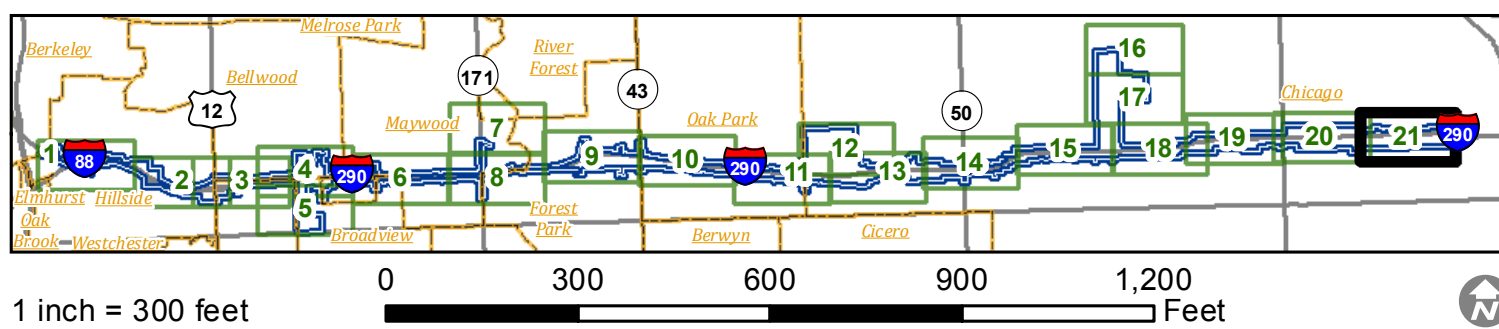 Melrose Park
Berkeley
River
Forest
Bellwood
171
43
12
50
16
17
Chicago
Maywood
7
Oak Park
1
88
2
3
4
290
6
8
9
10
290
11
12
13
14
15
18
19
20
21
290
5
Elmhurst
Hillside
Oak
Brook
Westchester
Broadview
Forest
Park
Berwyn
Cicero
0 300 600 900 1,200
1 inch = 300 feet
Feet
N